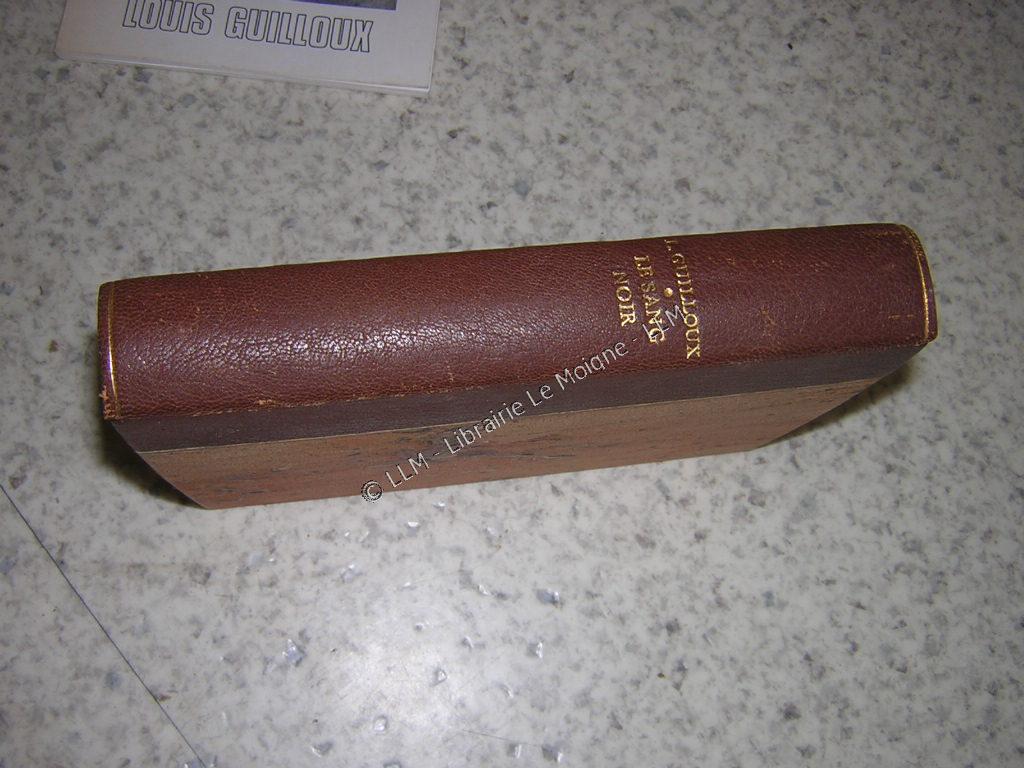 LOUIS GUILLOUX
L. GUILLOUX
LE SANG
NOIR
© LLM - Librairie Le Moigne - LLM